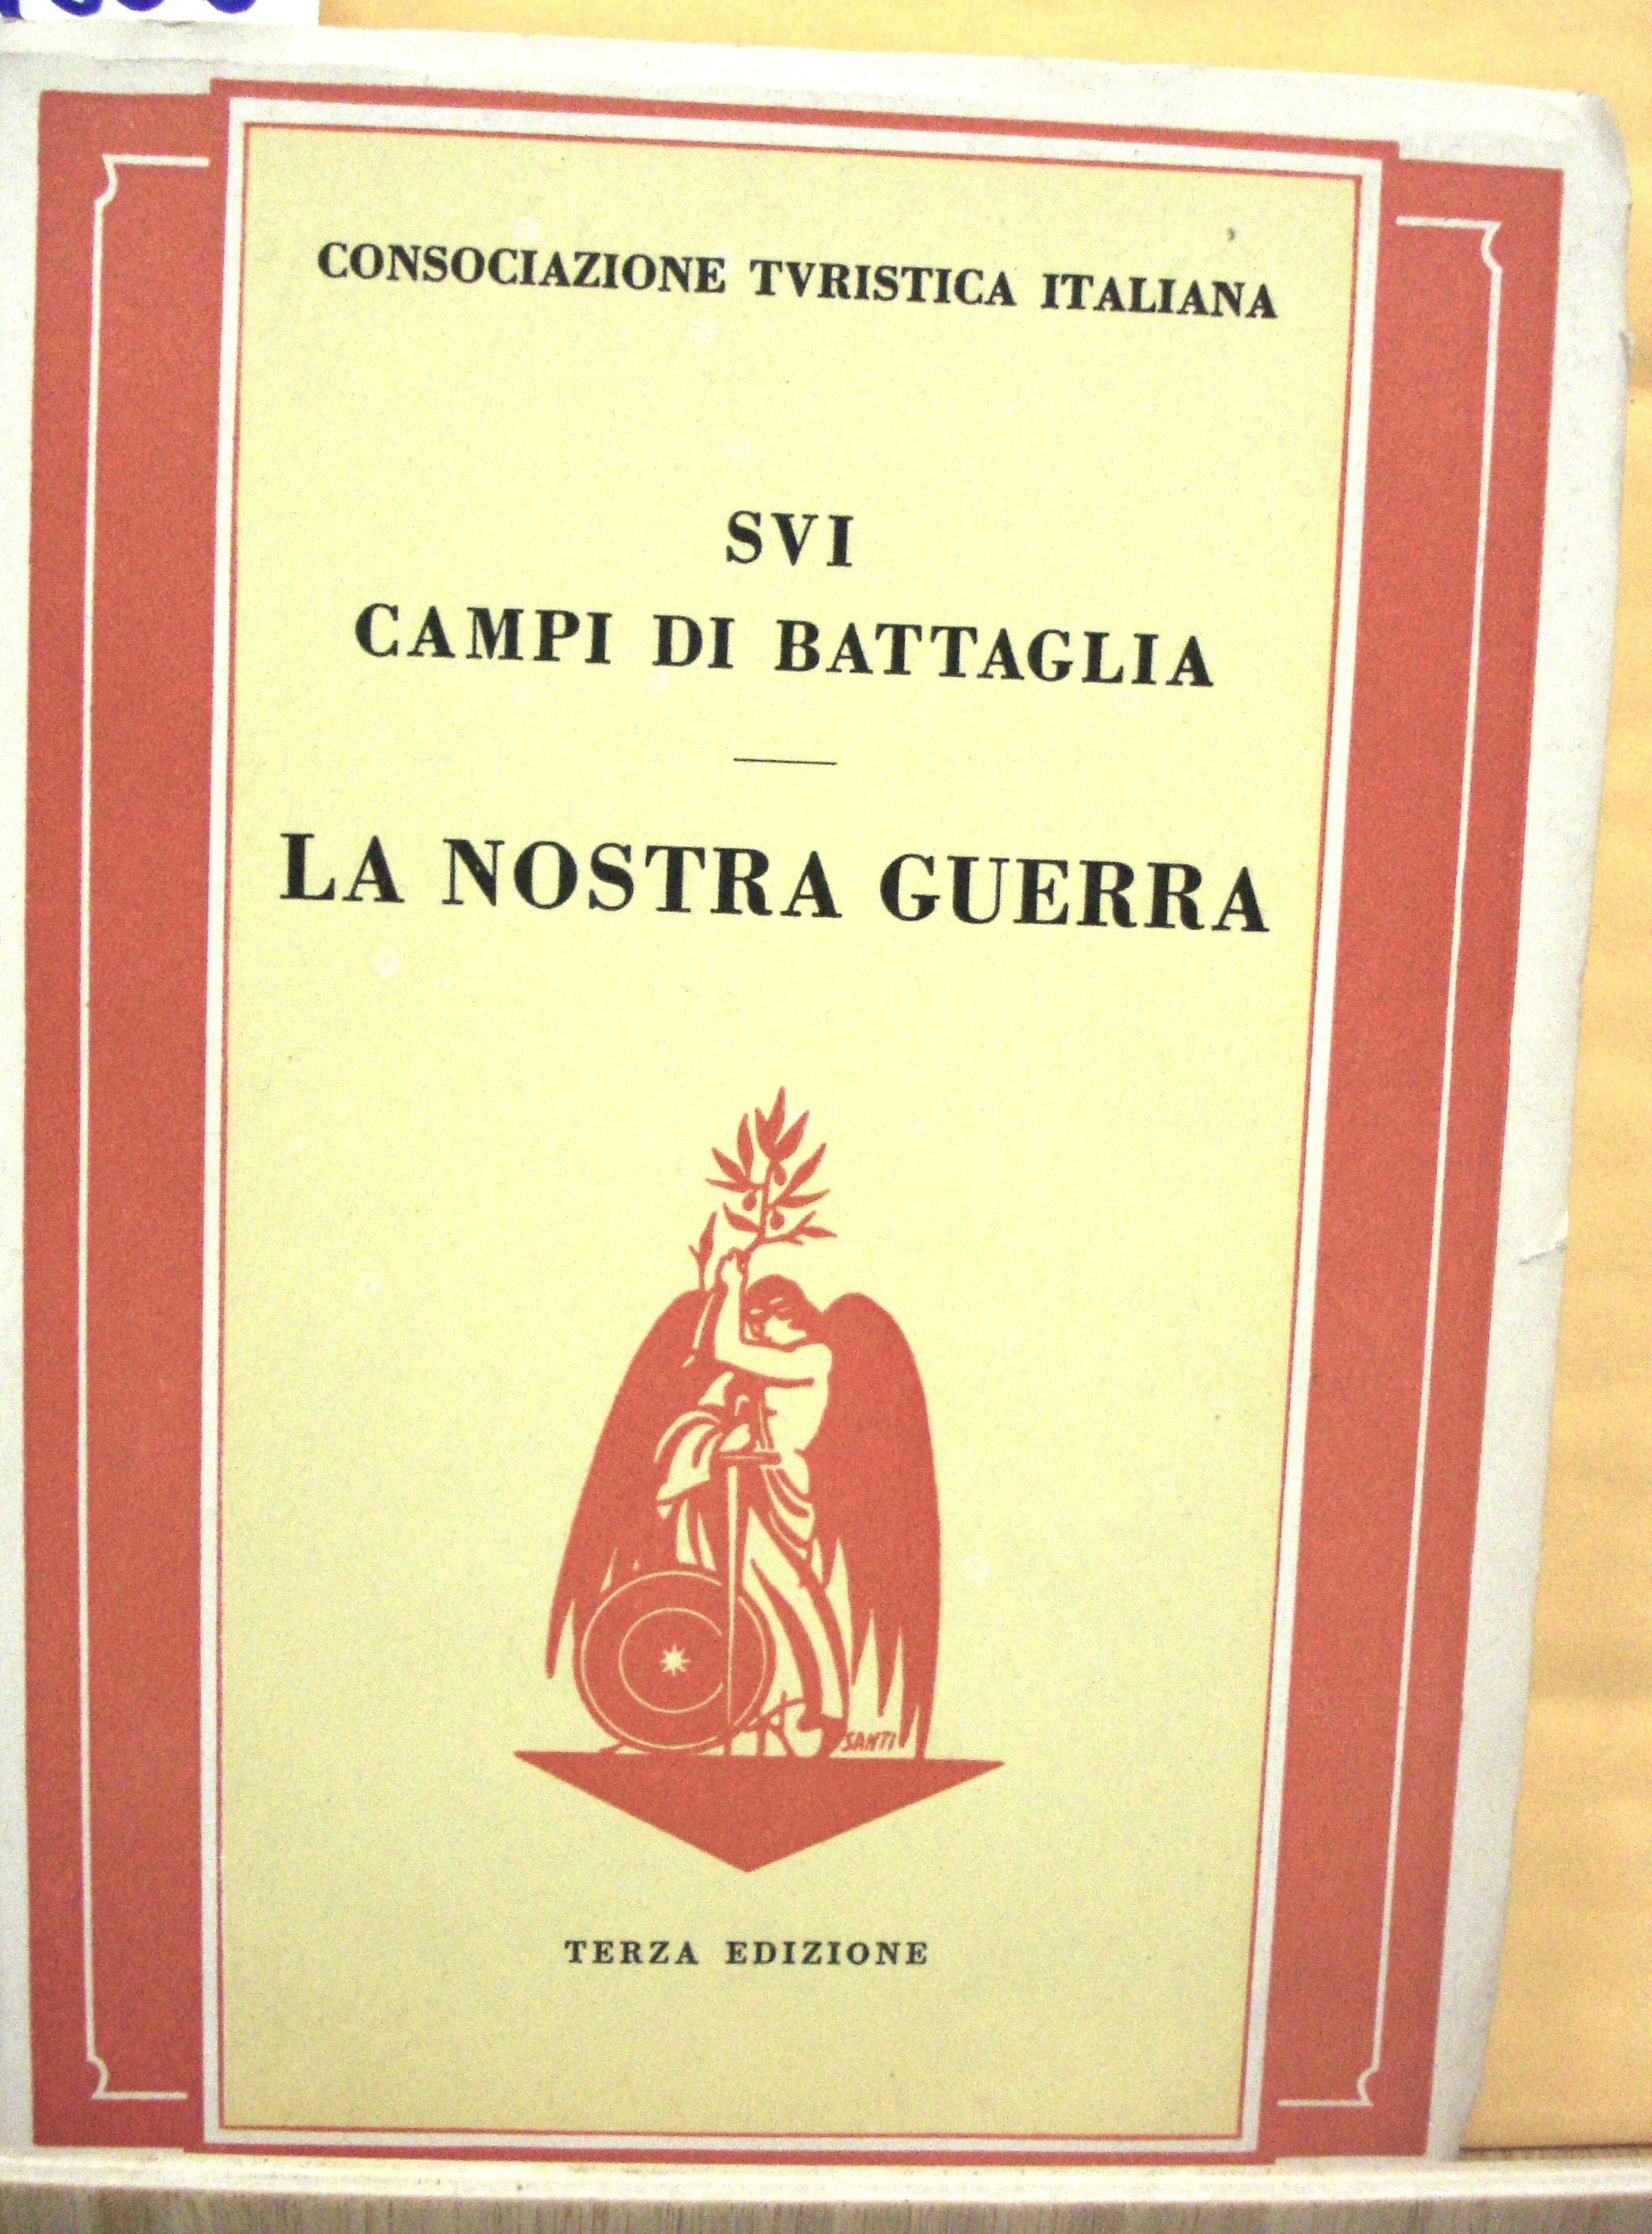 CONSOCIAZIONE TVRISTICA ITALIANA
SVI
CAMPI DI BATTAGLIA
LA NOSTRA GUERRA
SANTI
TERZA EDIZIONE